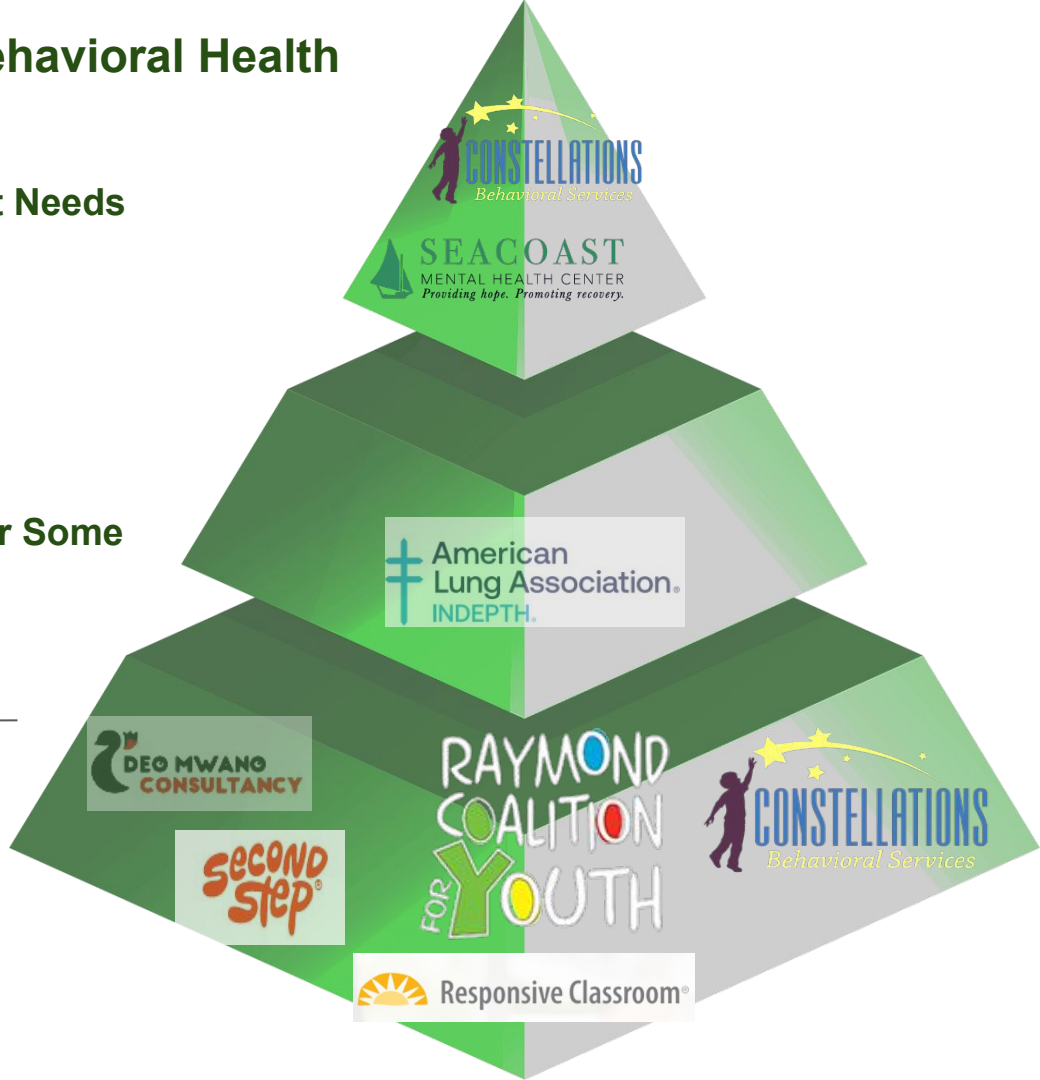 ehavioral Health
CONSTELLATIONS
Behavioral Services
t Needs
SEACOAST
MENTAL HEALTH CENTER
Providing hope. Promoting recovery.
r Some
American
Lung Association®
INDEPTH®
DEO MWANO
CONSULTANCY
SECOND
STEP®
RAYMOND
COALITION
FOR YOUTH
CONSTELLATIONS
Behavioral Services
Responsive Classroom®